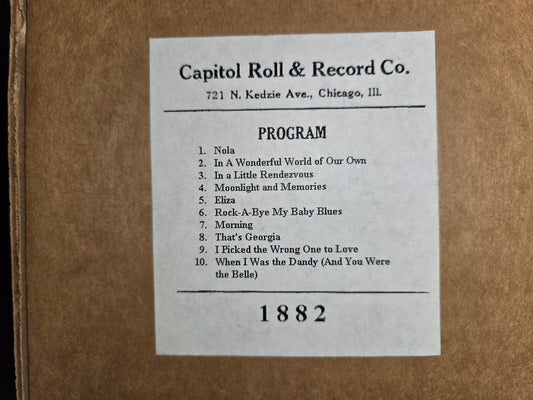 Capitol Roll & Record Co.
721 N. Kedzie Ave., Chicago, Ill.
PROGRAM
1. Nola
2. In A Wonderful World of Our Own
3. In a Little Rendezvous
4. Moonlight and Memories
5. Eliza
6. Rock-A-Bye My Baby Blues
7. Morning
8. That's Georgia
9. I Picked the Wrong One to Love
10. When I Was the Dandy (And You Were
the Belle)
1882